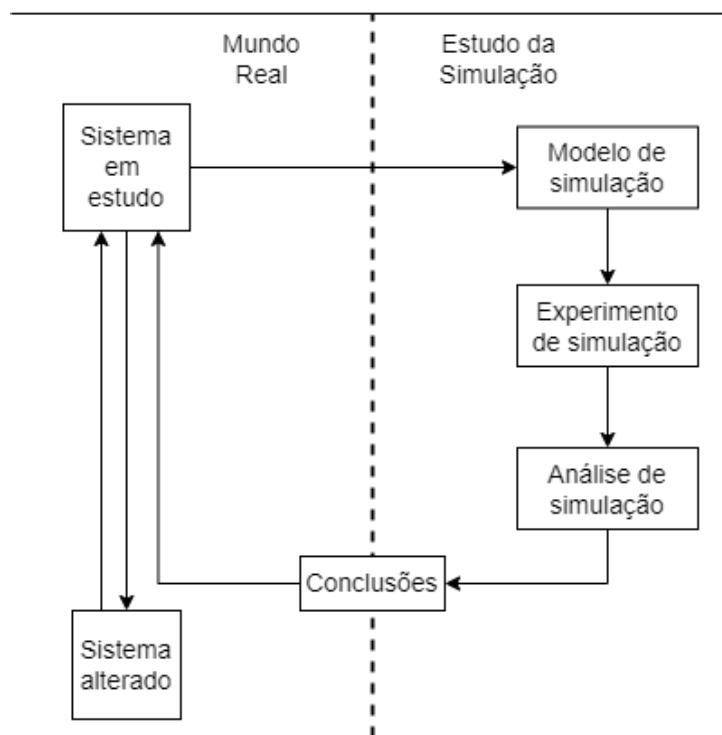 Mundo
Real
Estudo da
Simulação
Sistema
em
estudo
Modelo de
simulação
Experimento
de simulação
Análise de
simulação
Conclusões
Sistema
alterado